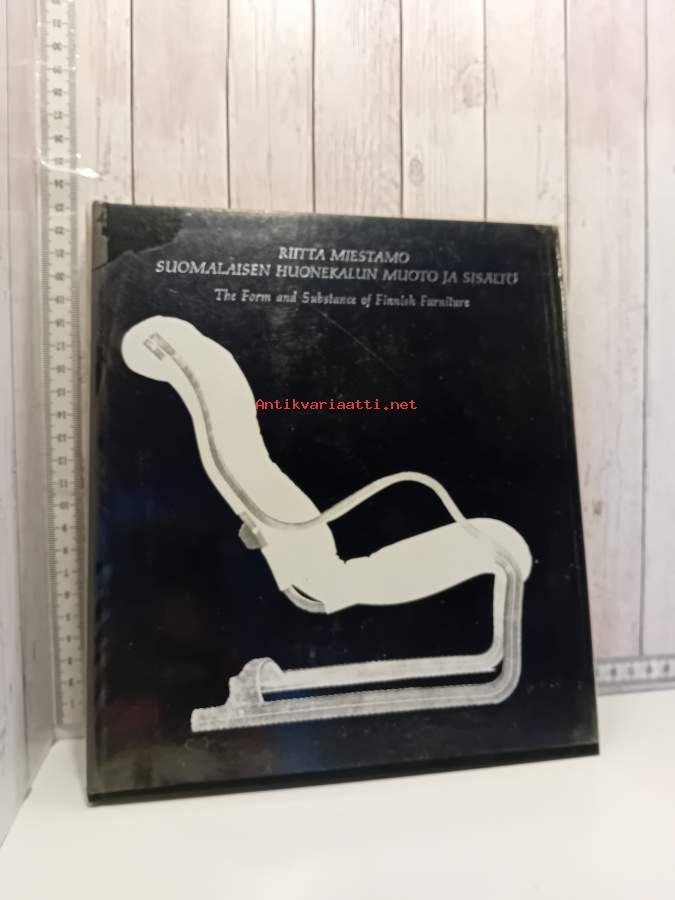 RIITTA MIESTAMO
SUOMALAISEN HUONEKALUN MUOTO JA SISÄLTÖ
The Form and Substance of Finnish Furniture
Antikvariaatti.net